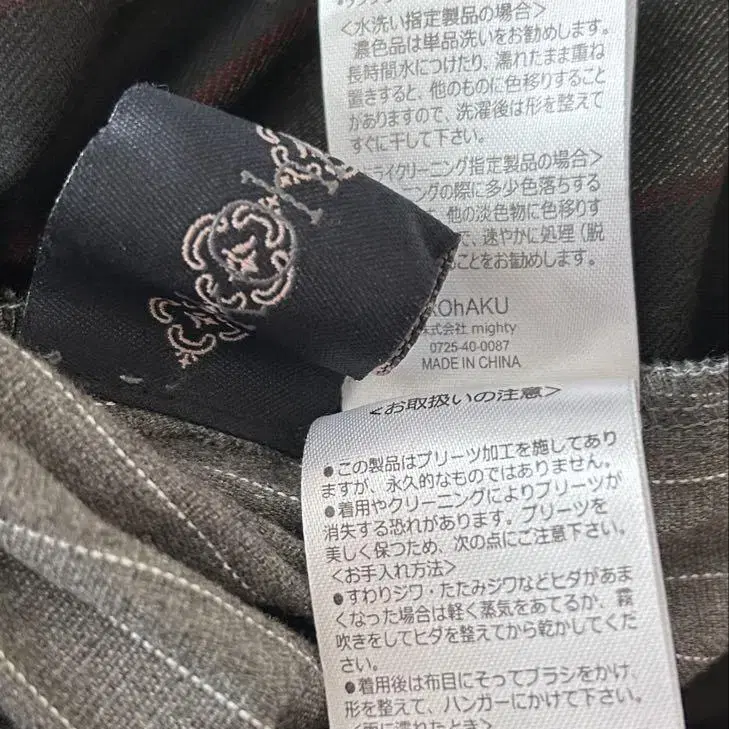 <水洗い指定製品の場合>
濃色品は単品洗いをお勧めします。
長時間水につけたり、濡れたまま重ね
置きすると、他のものに色移りすること
がありますので、洗濯後は形を整えて
すぐに干して下さい。
ライクリーニング指定製品の場合>
ニングの際に多少色落ちする
他の淡色物に色移りす
で、速やかに処理(脱
ことをお勧めします。
KOhAKU
式会社 mighty
0725-40-0087
MADE IN CHINA
<お取扱いの注意>
●この製品はプリーツ加工を施してあり
ますが、永久的なものではありません。
●着用やクリーニングによりプリーツが
消失する恐れがあります。プリーツを
美しく保つため、次の点にご注意下さい。
<お手入れ方法>
●すわりジワ・たたみジワなどヒダがあま
くなった場合は軽く蒸気をあてるか、霧
吹きをしてヒダを整えてから乾かしてくだ
さい。
●着用後は布目にそってブラシをかけ、
形を整えて、ハンガーにかけて下さい。
<雨に濡れたとき>